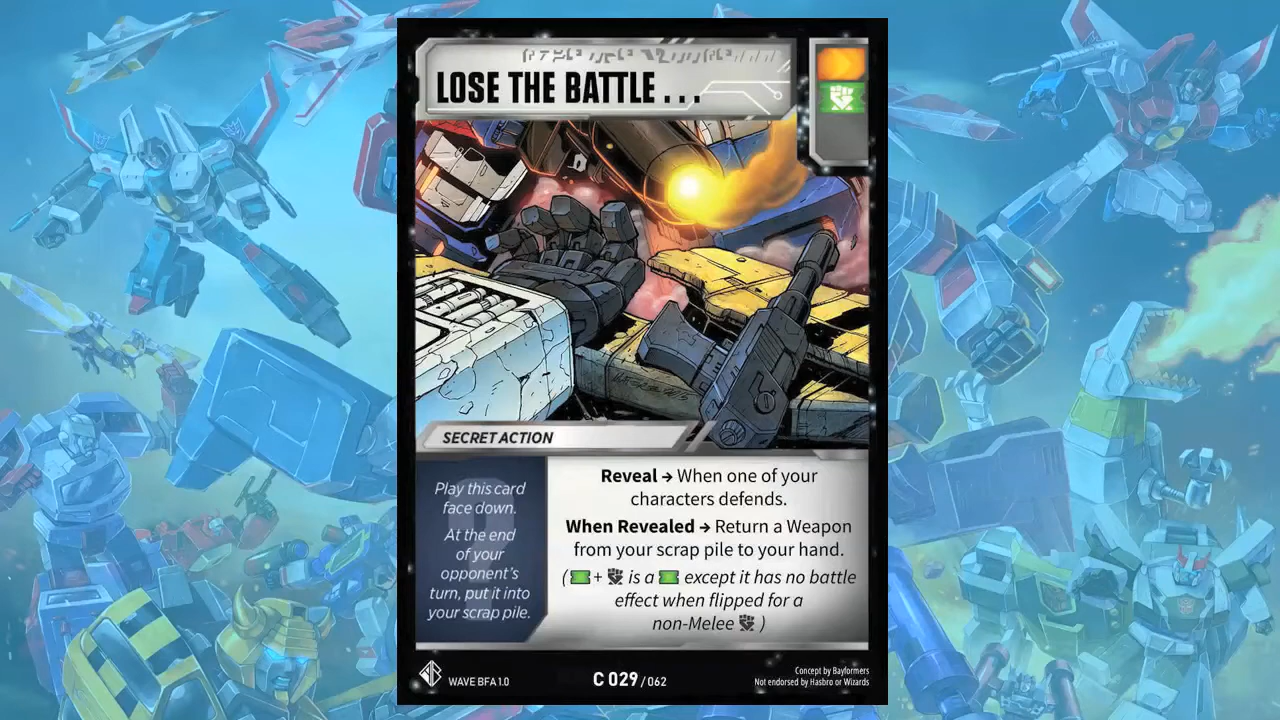 LOSE THE BATTLE . . .
SECRET ACTION
Play this card
face down.
At the end
of your
opponent's
turn, put it into
your scrap pile.
Reveal → When one of your
characters defends.
When Revealed → Return a Weapon
from your scrap pile to your hand.
( + is a except it has no battle
effect when flipped for a
non-Melee )
WAVE BFA 1.0
C 029 / 062
Concept by Bayformers
Not endorsed by Hasbro or Wizards